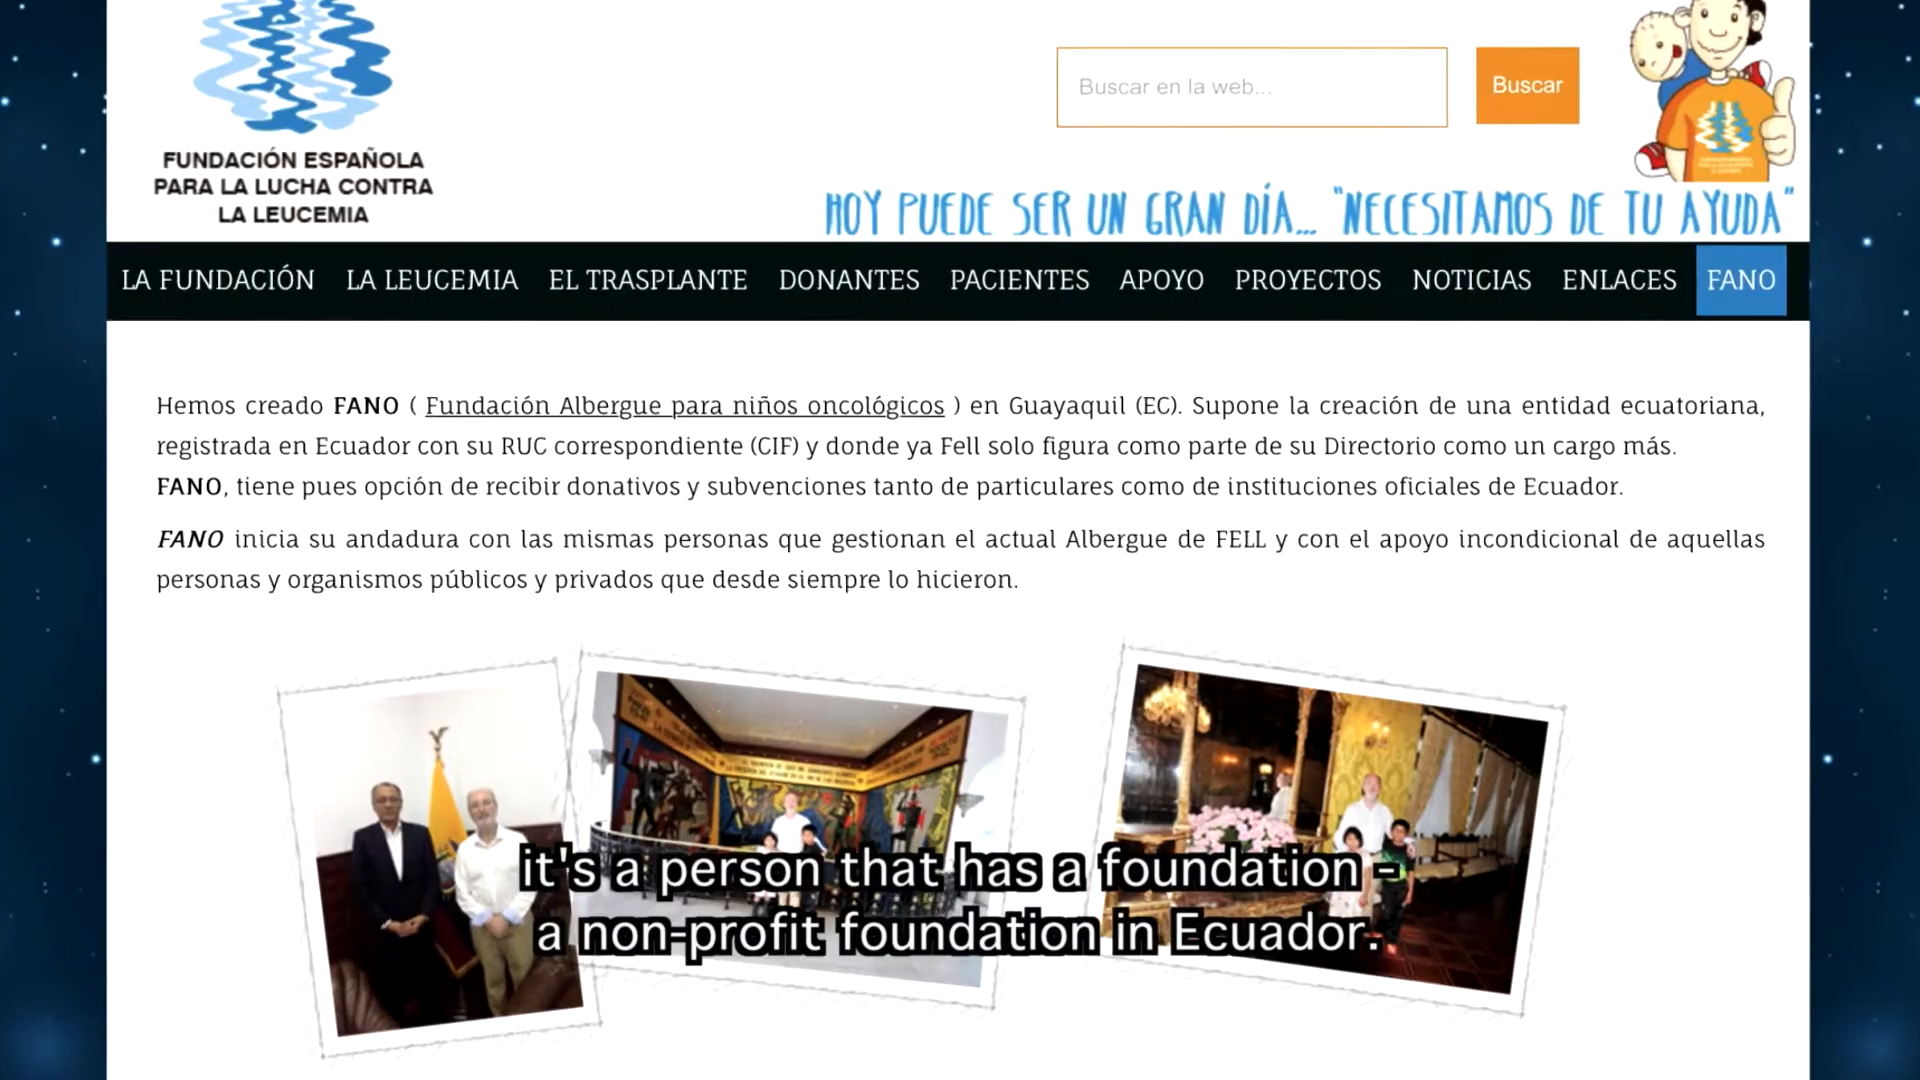 FUNDACIÓN ESPAÑOLA
PARA LA LUCHA CONTRA
LA LEUCEMIA
Buscar en la web...
Buscar
HOY PUEDE SER UN GRAN DÍA... "NECESITAMOS DE TU AYUDA"
LA FUNDACIÓN LA LEUCEMIA EL TRASPLANTE DONANTES PACIENTES APOYO PROYECTOS NOTICIAS ENLACES FANO
Hemos creado FANO ( Fundación Albergue para niños oncológicos ) en Guayaquil (EC). Supone la creación de una entidad ecuatoriana,
registrada en Ecuador con su RUC correspondiente (CIF) y donde ya Fell solo figura como parte de su Directorio como un cargo más.
FANO, tiene pues opción de recibir donativos y subvenciones tanto de particulares como de instituciones oficiales de Ecuador.
FANO inicia su andadura con las mismas personas que gestionan el actual Albergue de FELL y con el apoyo incondicional de aquellas
personas y organismos públicos y privados que desde siempre lo hicieron.
it's a person that has a foundation -
a non-profit foundation in Ecuador.